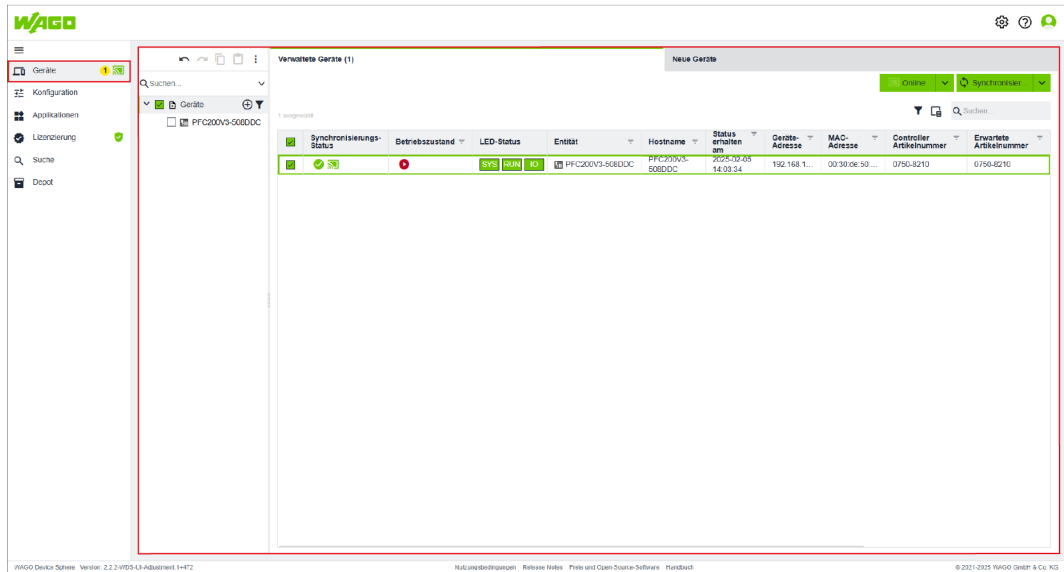 WAGO
Geräte 1
Konfiguration
Applikationen
Lizenzierung
Suche
Depot
Suchen...
Geräte
PFC200V3-508DDC
Verwaltete Geräte (1)
Neue Geräte
Online
Synchronisier...
1 ausgewählt
Suchen...
Synchronisierungs-
Status
Betriebszustand
LED-Status
Entität
Hostname
Status
erhalten
am
Geräte-
Adresse
MAC-
Adresse
Controller
Artikelnummer
Erwartete
Artikelnummer
SYS RUN IO
PFC200V3-508DDC
PFC200V3-
508DDC
2025-02-05
14:03:34
192.168.1...
00:30:de:50:...
0750-8210
0750-8210
WAGO Device Sphere Version: 2.2.2-WDS-UI-Adjustment.1+472
Nutzungsbedingungen Release Notes Freie und Open-Source-Software Handbuch
© 2021-2025 WAGO GmbH & Co. KG